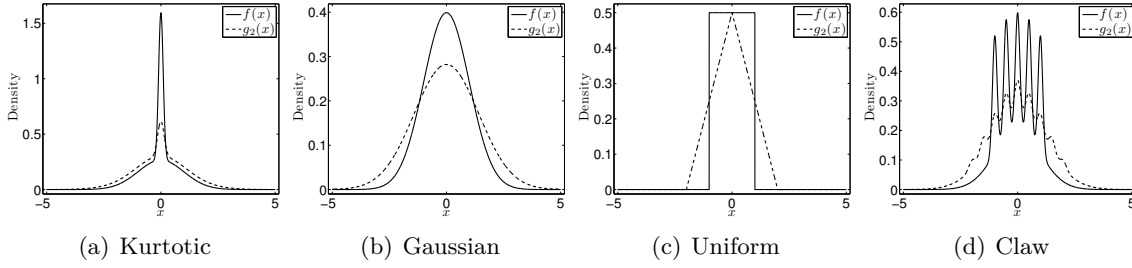 f(x)
g₂(x)
1.5
1
0.5
0
Density
−5
0
5
x
(a) Kurtotic
f(x)
g₂(x)
0.4
0.3
0.2
0.1
0
Density
−5
0
5
x
(b) Gaussian
f(x)
g₂(x)
0.5
0.4
0.3
0.2
0.1
0
Density
−5
0
5
x
(c) Uniform
f(x)
g₂(x)
0.6
0.5
0.4
0.3
0.2
0.1
0
Density
−5
0
5
x
(d) Claw